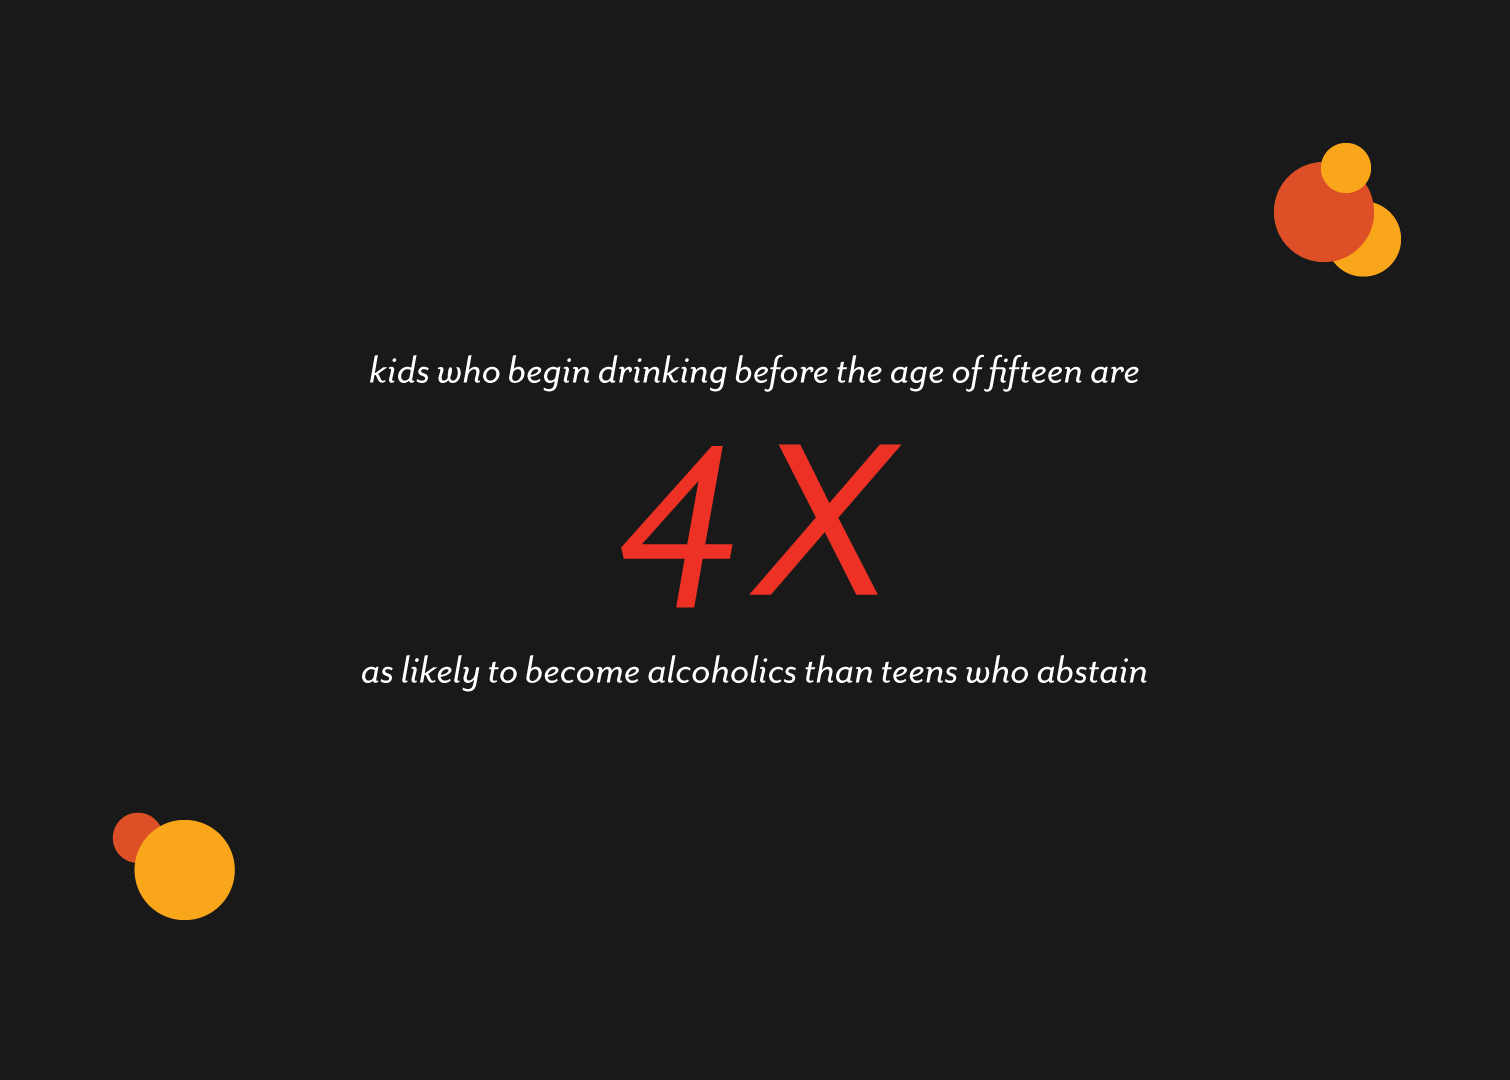 kids who begin drinking before the age of fifteen are
4X
as likely to become alcoholics than teens who abstain